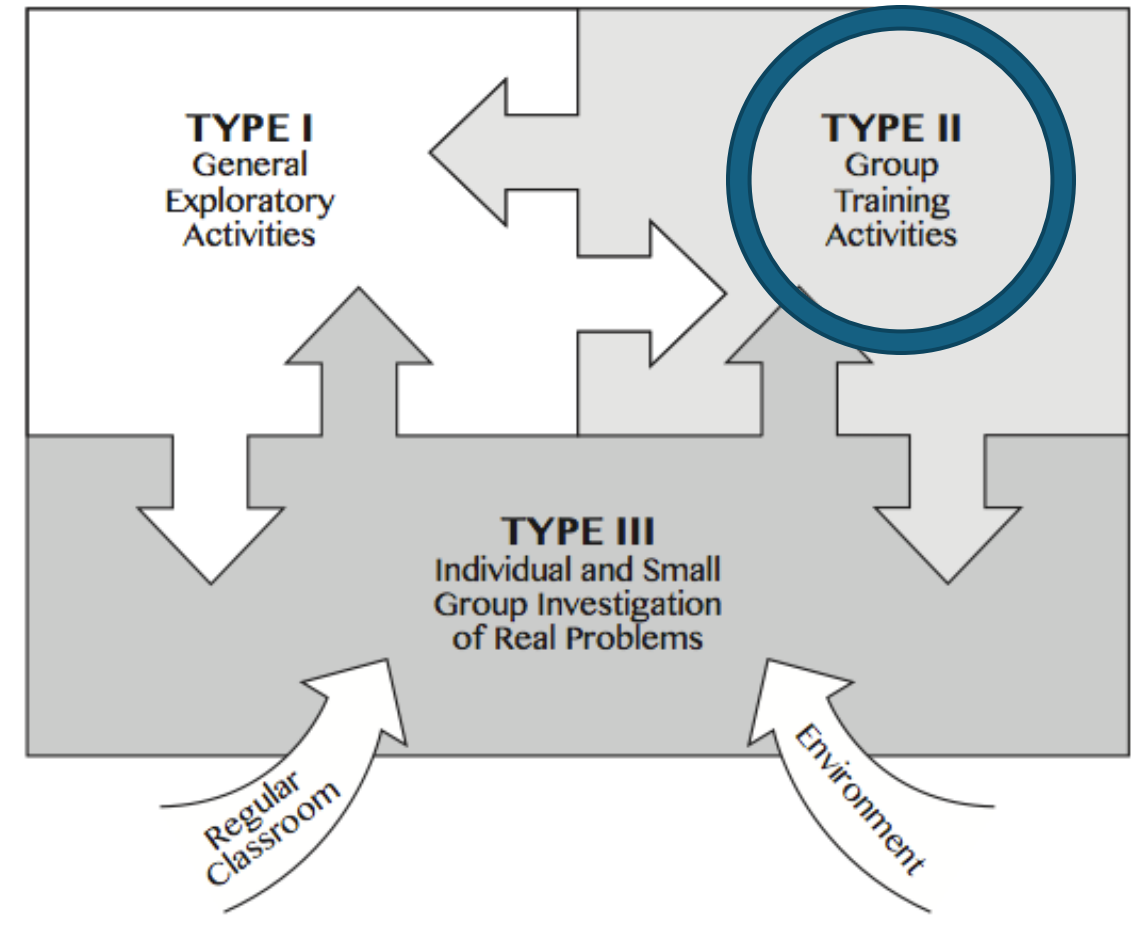 TYPE I
General
Exploratory
Activities
TYPE II
Group
Training
Activities
TYPE III
Individual and Small
Group Investigation
of Real Problems
Regular
Classroom
Environment